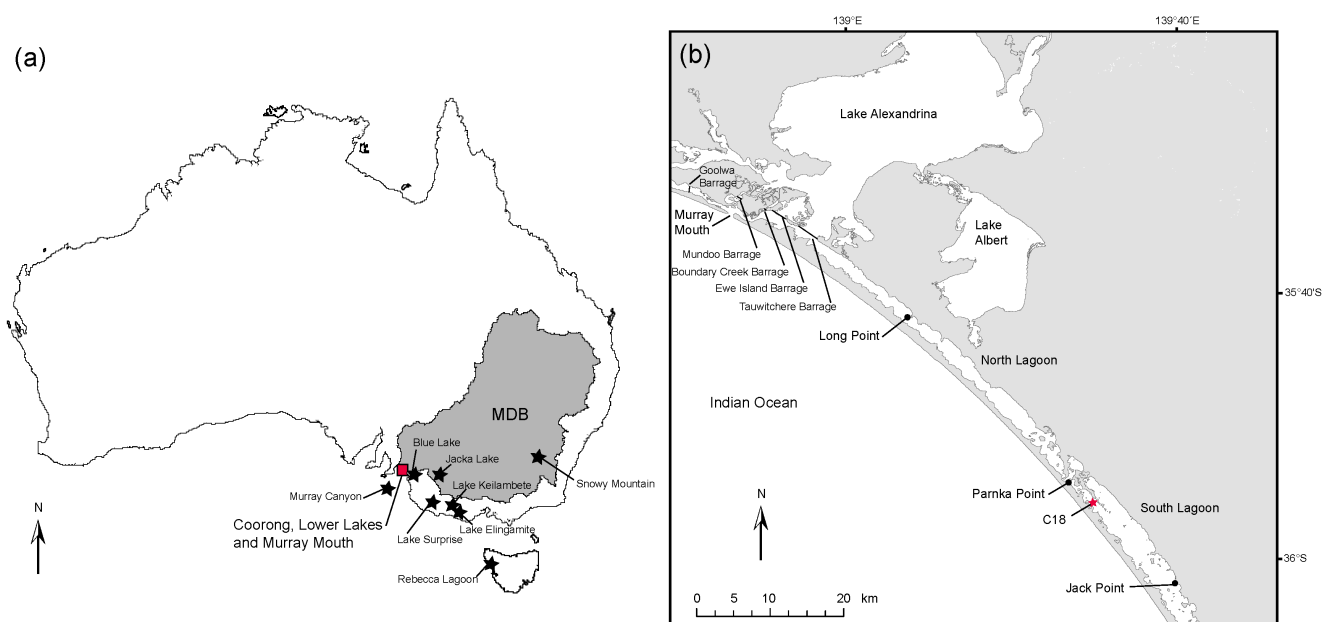 (a)
MDB
Blue Lake
Jacka Lake
Lake Keilambete
Snowy Mountain
Murray Canyon
Coorong, Lower Lakes
and Murray Mouth
Lake Elingamite
Lake Surprise
Rebecca Lagoon
N
139°E
139°40´E
(b)
Lake Alexandrina
Goolwa
Barrage
Murray
Mouth
Lake
Albert
Mundoo Barrage
Boundary Creek Barrage
Ewe Island Barrage
Tauwitchere Barrage
35°40'S
Long Point
North Lagoon
Indian Ocean
Parnka Point
C18
South Lagoon
N
36°S
Jack Point
0 5 10 20 km